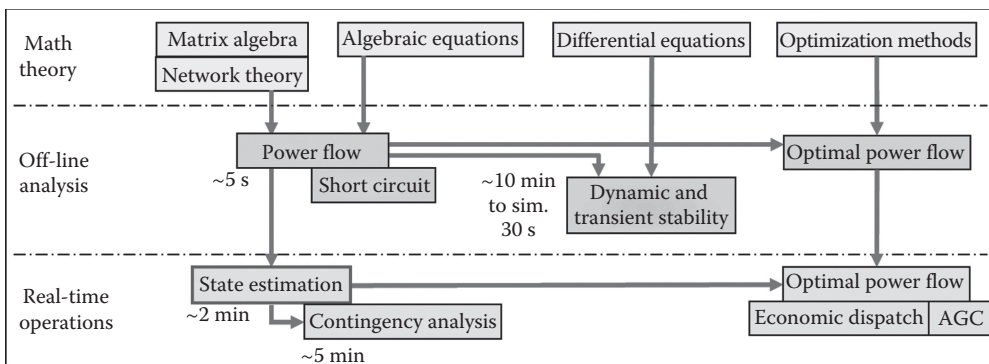 Math
theory
Matrix algebra
Network theory
Algebraic equations
Differential equations
Optimization methods
Off-line
analysis
Power flow
~5 s
Short circuit
~10 min
to sim.
30 s
Dynamic and
transient stability
Optimal power flow
Real-time
operations
State estimation
~2 min
Contingency analysis
~5 min
Optimal power flow
Economic dispatch
AGC